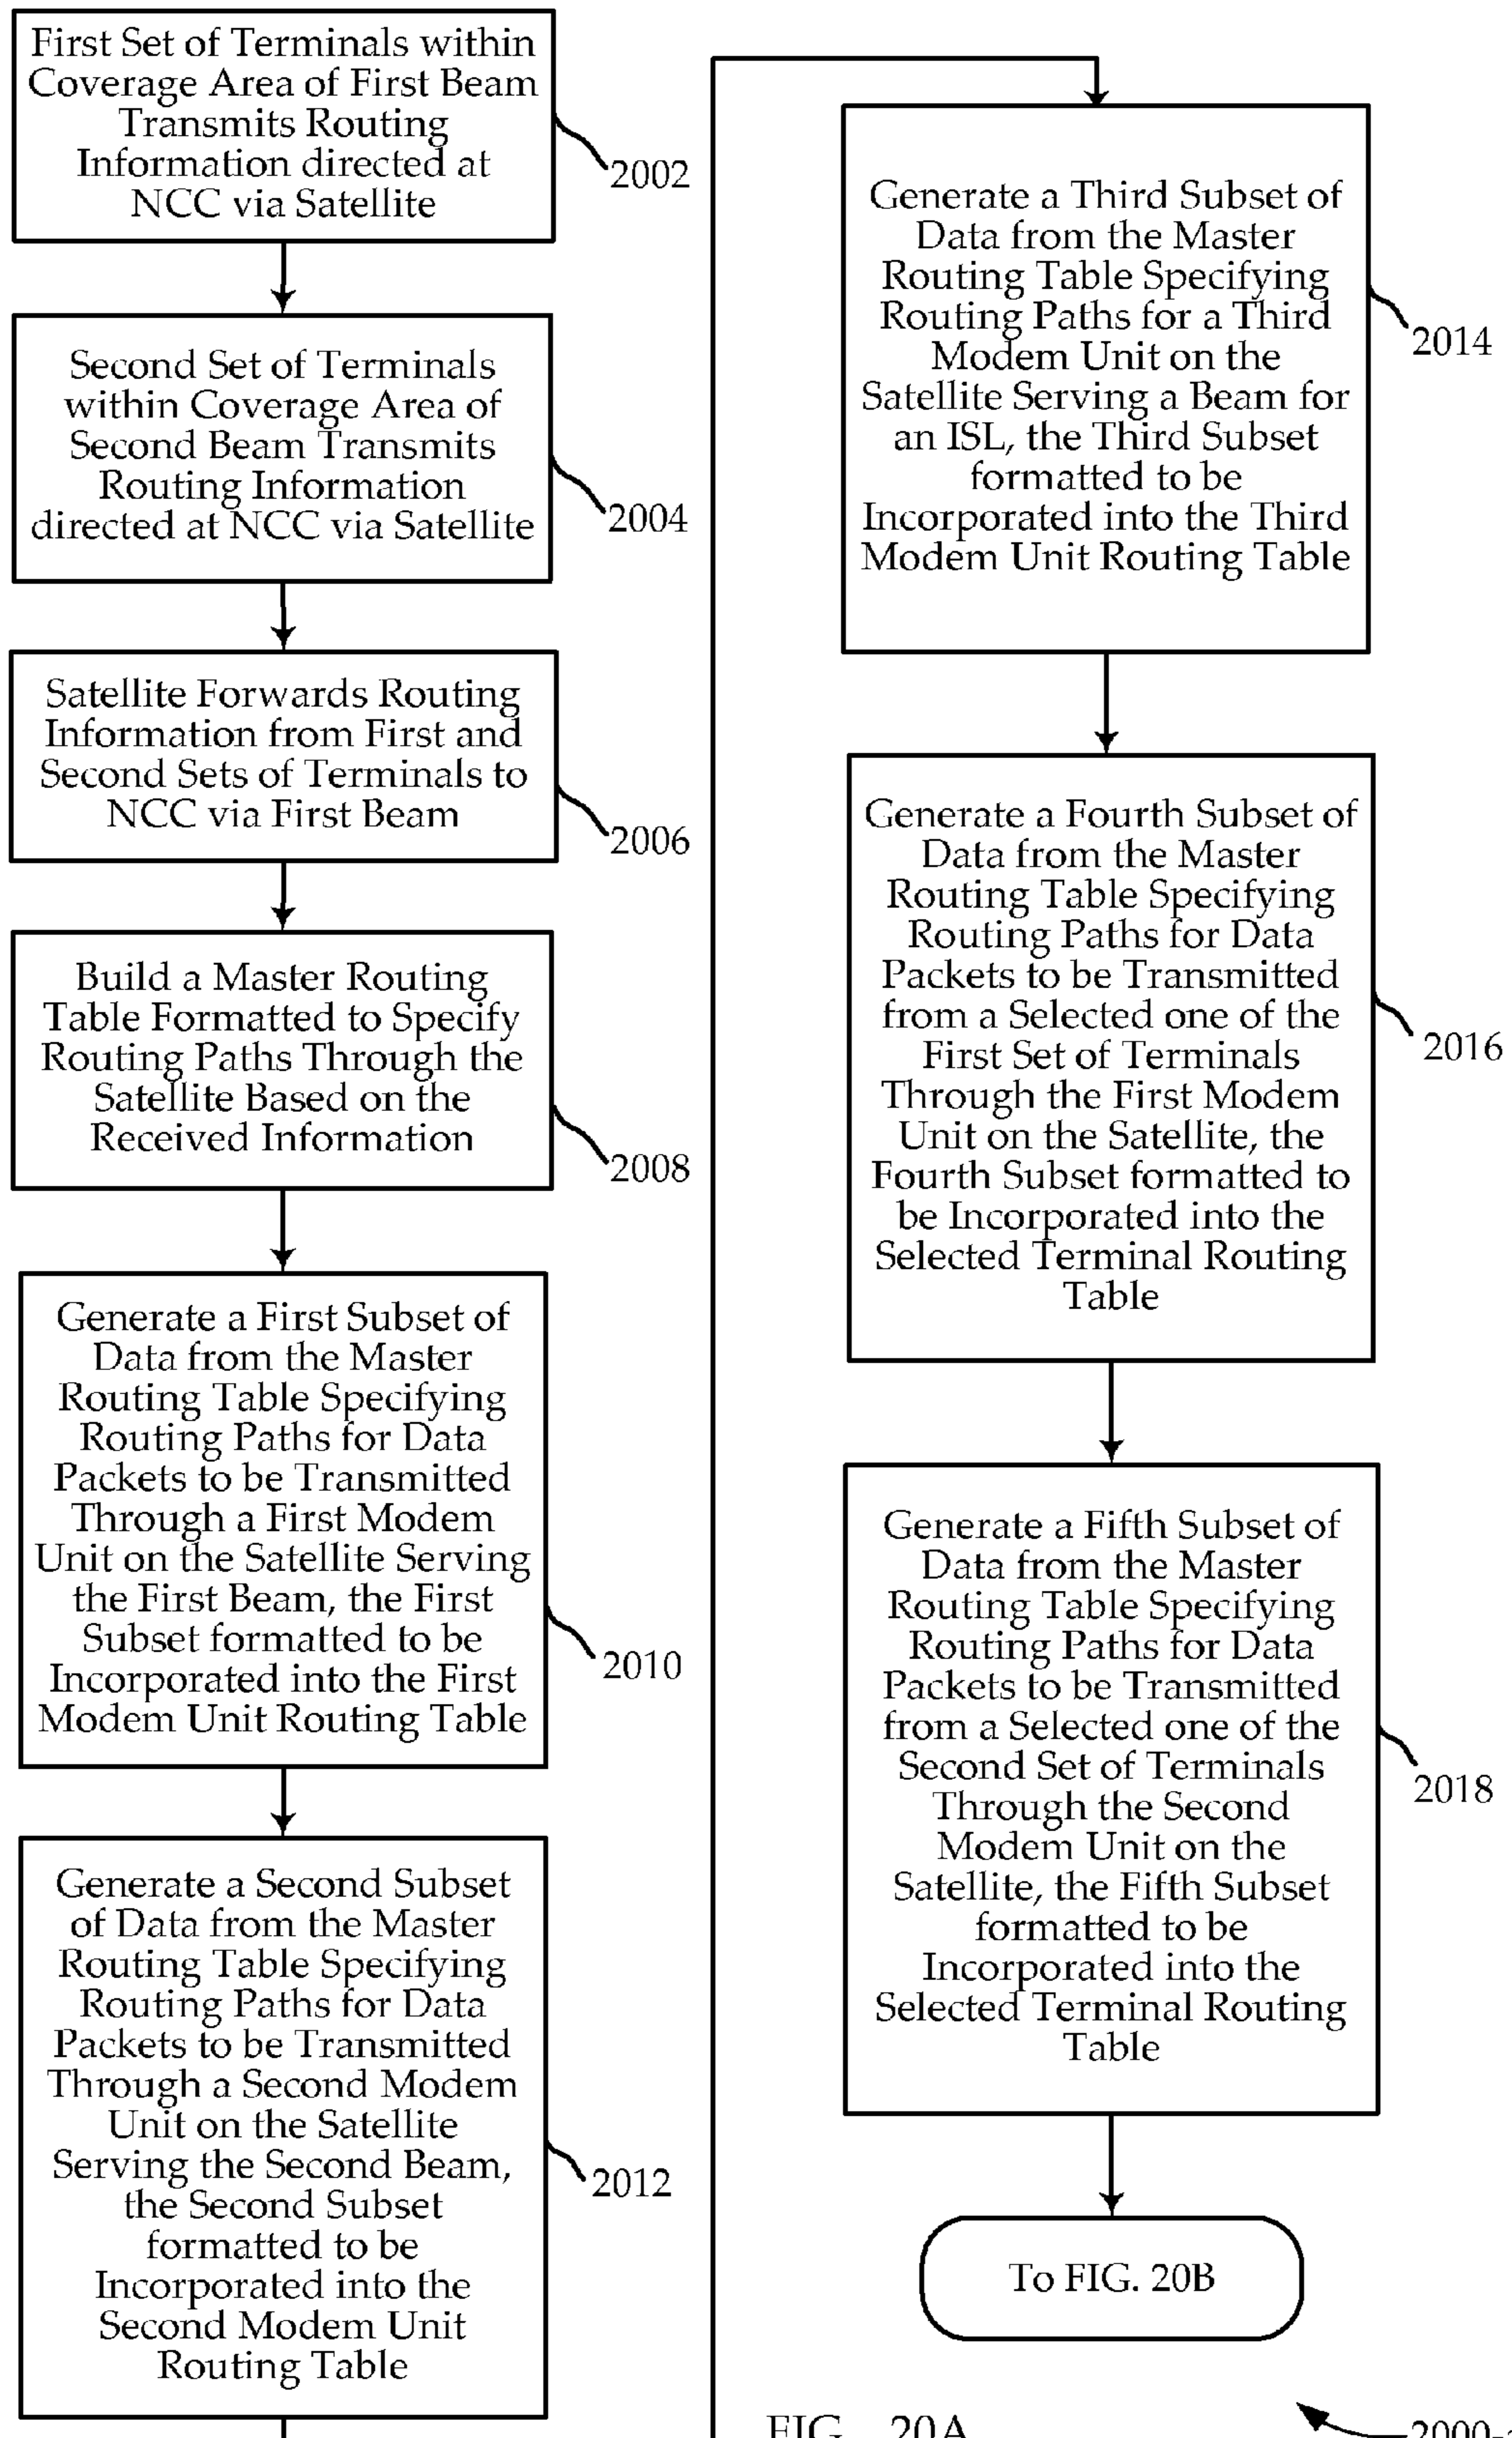 First Set of Terminals within
Coverage Area of First Beam
Transmits Routing
Information directed at
NCC via Satellite
2002
Second Set of Terminals
within Coverage Area of
Second Beam Transmits
Routing Information
directed at NCC via Satellite
2004
Satellite Forwards Routing
Information from First and
Second Sets of Terminals to
NCC via First Beam
2006
Build a Master Routing
Table Formatted to Specify
Routing Paths Through the
Satellite Based on the
Received Information
2008
Generate a First Subset of
Data from the Master
Routing Table Specifying
Routing Paths for Data
Packets to be Transmitted
Through a First Modem
Unit on the Satellite Serving
the First Beam, the First
Subset formatted to be
Incorporated into the First
Modem Unit Routing Table
2010
Generate a Second Subset
of Data from the Master
Routing Table Specifying
Routing Paths for Data
Packets to be Transmitted
Through a Second Modem
Unit on the Satellite
Serving the Second Beam,
the Second Subset
formatted to be
Incorporated into the
Second Modem Unit
Routing Table
2012
Generate a Third Subset of
Data from the Master
Routing Table Specifying
Routing Paths for a Third
Modem Unit on the
Satellite Serving a Beam for
an ISL, the Third Subset
formatted to be
Incorporated into the Third
Modem Unit Routing Table
2014
Generate a Fourth Subset of
Data from the Master
Routing Table Specifying
Routing Paths for Data
Packets to be Transmitted
from a Selected one of the
First Set of Terminals
Through the First Modem
Unit on the Satellite, the
Fourth Subset formatted to
be Incorporated into the
Selected Terminal Routing
Table
2016
Generate a Fifth Subset of
Data from the Master
Routing Table Specifying
Routing Paths for Data
Packets to be Transmitted
from a Selected one of the
Second Set of Terminals
Through the Second
Modem Unit on the
Satellite, the Fifth Subset
formatted to be
Incorporated into the
Selected Terminal Routing
Table
2018
To FIG. 20B
FIG. 20A